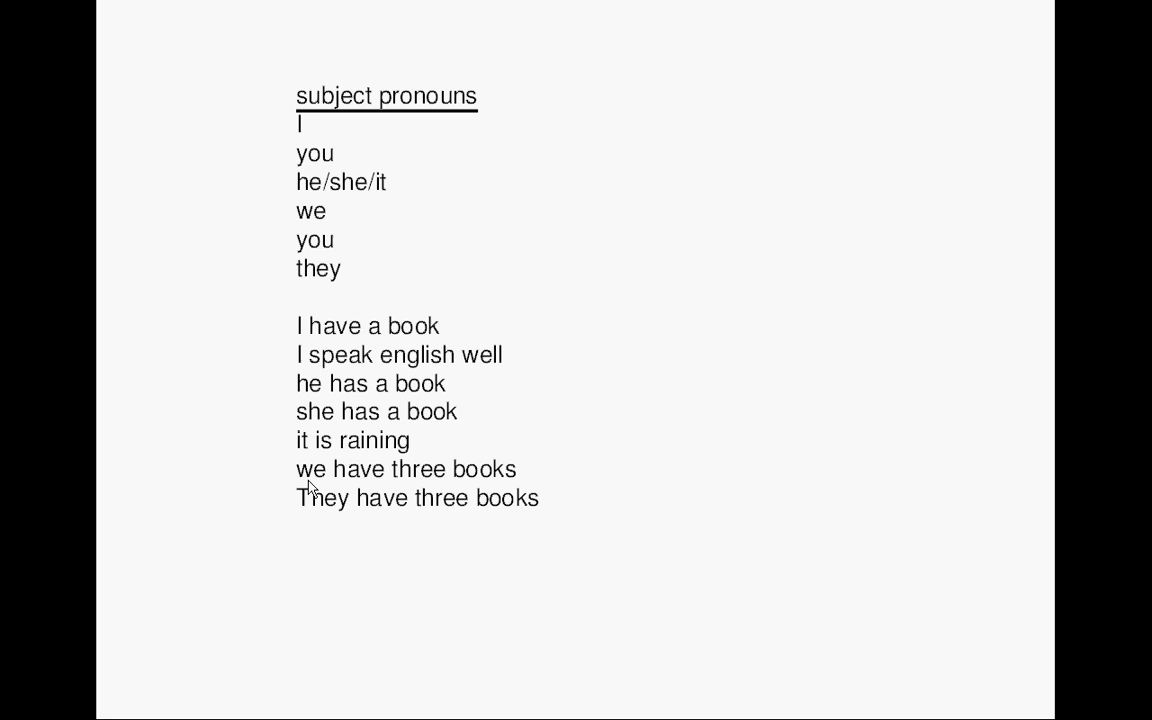 subject pronouns
I
you
he/she/it
we
you
they
I have a book
I speak english well
he has a book
she has a book
it is raining
we have three books
They have three books